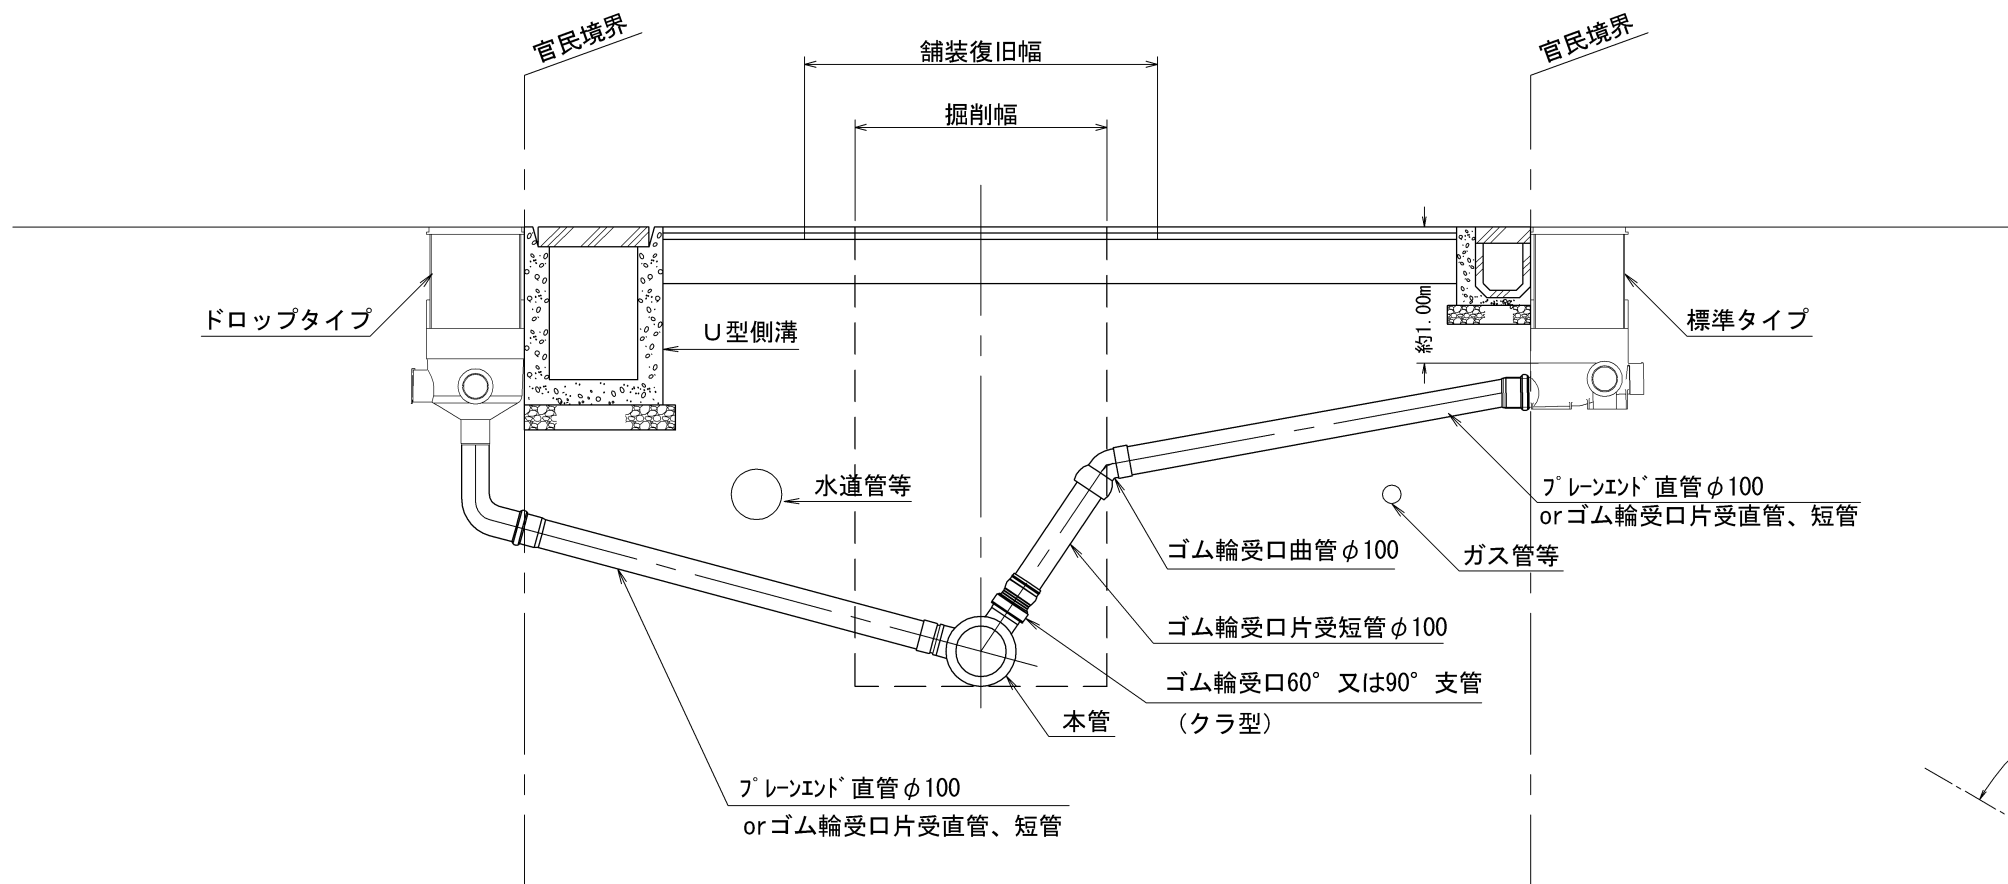 官民境界
官民境界
舗装復旧幅
掘削幅
ドロップタイプ
U型側溝
約1.00m
標準タイプ
水道管等
プレーンエンド直管φ100
orゴム輪受口片受直管、短管
ゴム輪受口曲管φ100
ガス管等
ゴム輪受口片受短管φ100
ゴム輪受口60°又は90°支管
(クラ型)
本管
プレーンエンド直管φ100
orゴム輪受口片受直管、短管